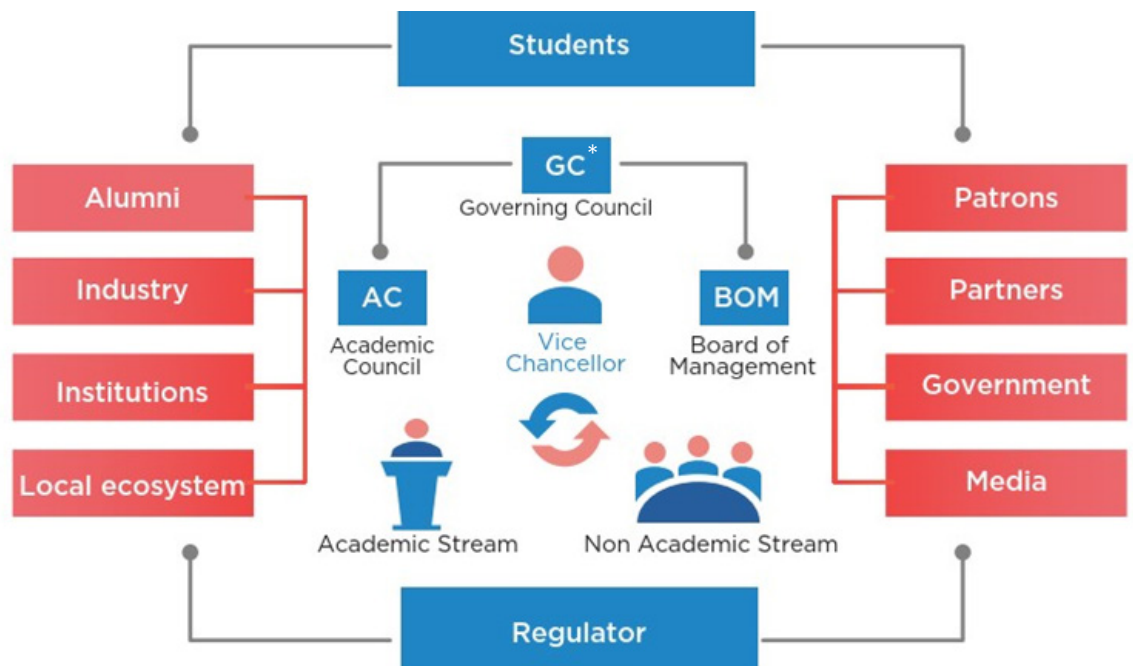 Students
GC*
Governing Council
Alumni
Industry
Institutions
Local ecosystem
AC
Academic
Council
Vice
Chancellor
BOM
Board of
Management
Patrons
Partners
Government
Media
Academic Stream
Non Academic Stream
Regulator